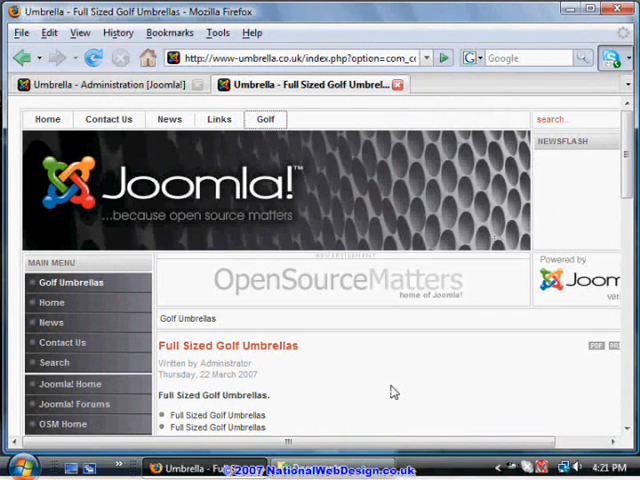 Umbrella - Full Sized Golf Umbrellas - Mozilla Firefox
File Edit View History Bookmarks Tools Help
http://www-umbrella.co.uk/index.php?option=com_cc
Google
Umbrella - Administration [Joomla!]
Umbrella - Full Sized Golf Umbrel...
Home Contact Us News Links Golf
search..
NEWSFLASH
Joomla!™
...because open source matters
ADVERTISEMENT
MAIN MENU
Golf Umbrellas
Home
News
Contact Us
Search
Joomla! Home
Joomla! Forums
OSM Home
OpenSourceMatters
home of Joomla!
Powered by
Joom
ver
Golf Umbrellas
Full Sized Golf Umbrellas
PDF
Written by Administrator
Thursday, 22 March 2007
Full Sized Golf Umbrellas.
Full Sized Golf Umbrellas
Full Sized Golf Umbrellas
Umbrella - Fu
© 2007 NationalWebDesign.co.uk
4:21 PM